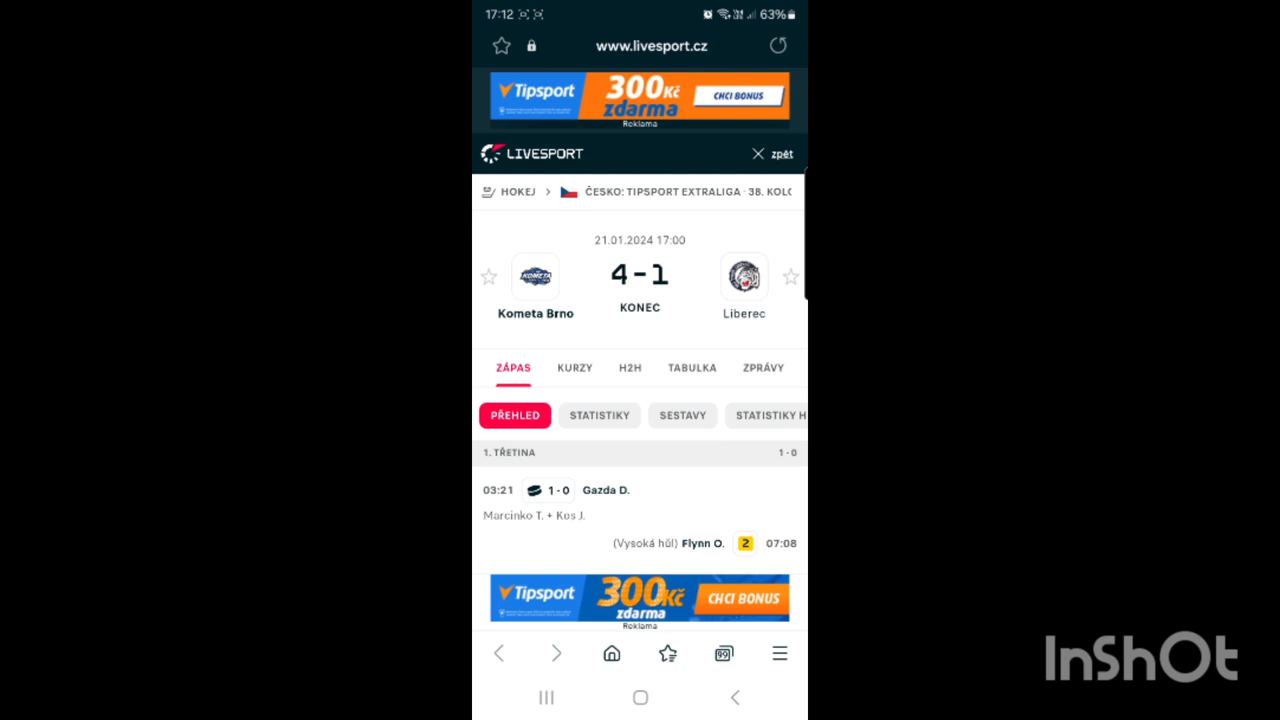 17:12 63%
www.livesport.cz
Tipsport 300Kč zdarma CHCI BONUS
Reklama
LIVESPORT zpět
HOKEJ > ČESKO: TIPSPORT EXTRALIGA · 38. KOLO
21.01.2024 17:00
KOMETA 4-1
KONEC
Kometa Brno Liberec
ZÁPAS KURZY H2H TABULKA ZPRÁVY
PŘEHLED STATISTIKY SESTAVY STATISTIKY H
1. TŘETINA 1 - 0
03:21 1 - 0 Gazda D.
Marcinko T. + Kos J.
(Vysoká hůl) Flynn O. 2 07:08
Tipsport 300Kč zdarma CHCI BONUS
Reklama
99
InShOt